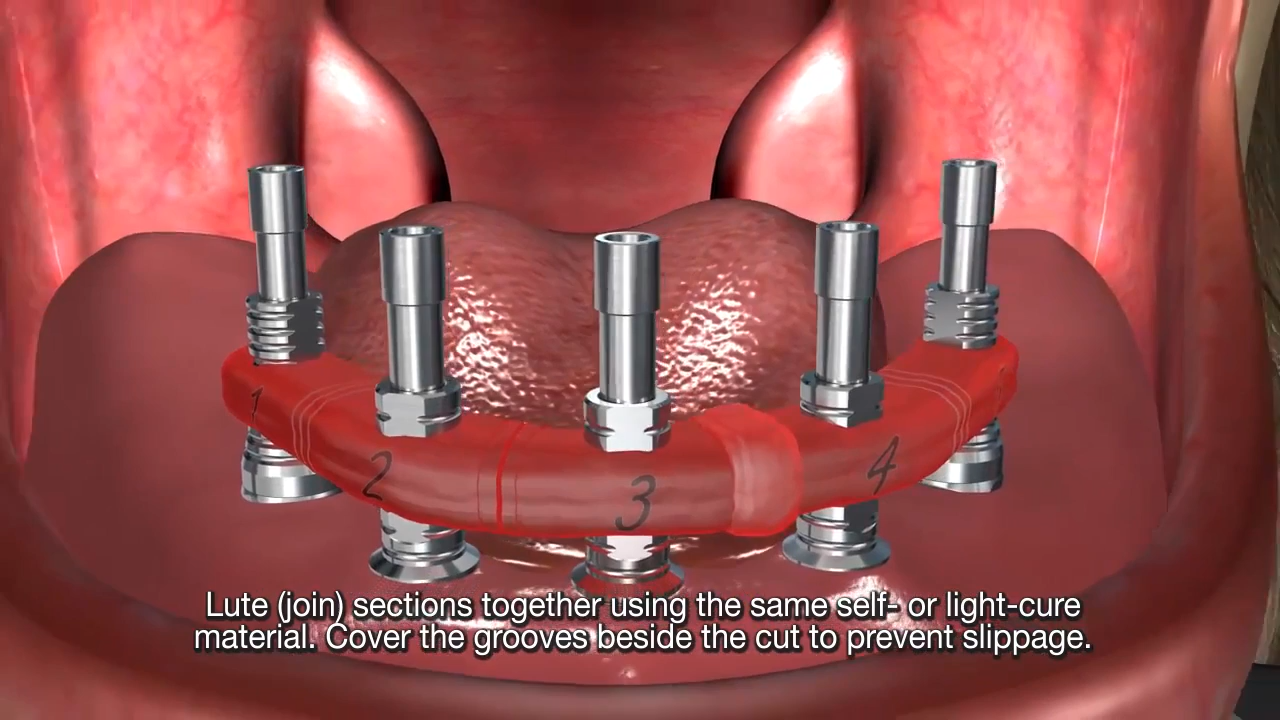 1
2
3
4
Lute (join) sections together using the same self- or light-cure
material. Cover the grooves beside the cut to prevent slippage.